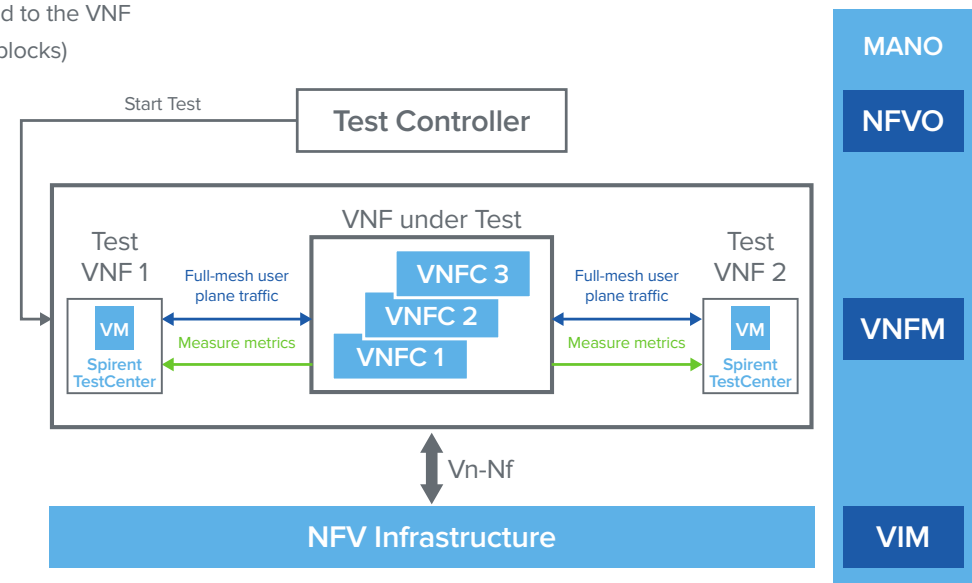 to the VNF
blocks)
Start Test
Test Controller
MANO
NFVO
VNF under Test
Test
VNF 1
Full-mesh user
plane traffic
Measure metrics
VM
Spirent
TestCenter
VNFC 3
VNFC 2
VNFC 1
Full-mesh user
plane traffic
Measure metrics
Test
VNF 2
VM
Spirent
TestCenter
VNFM
Vn-Nf
NFV Infrastructure
VIM